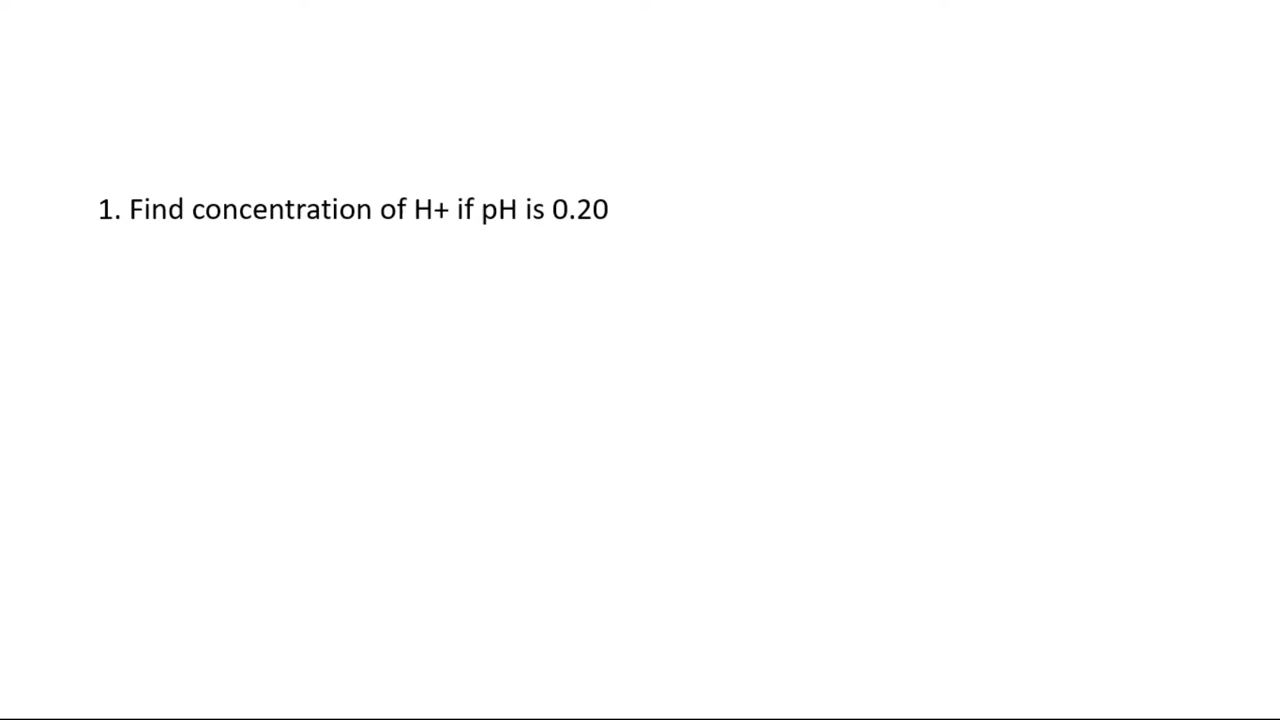 1. Find concentration of H+ if pH is 0.20